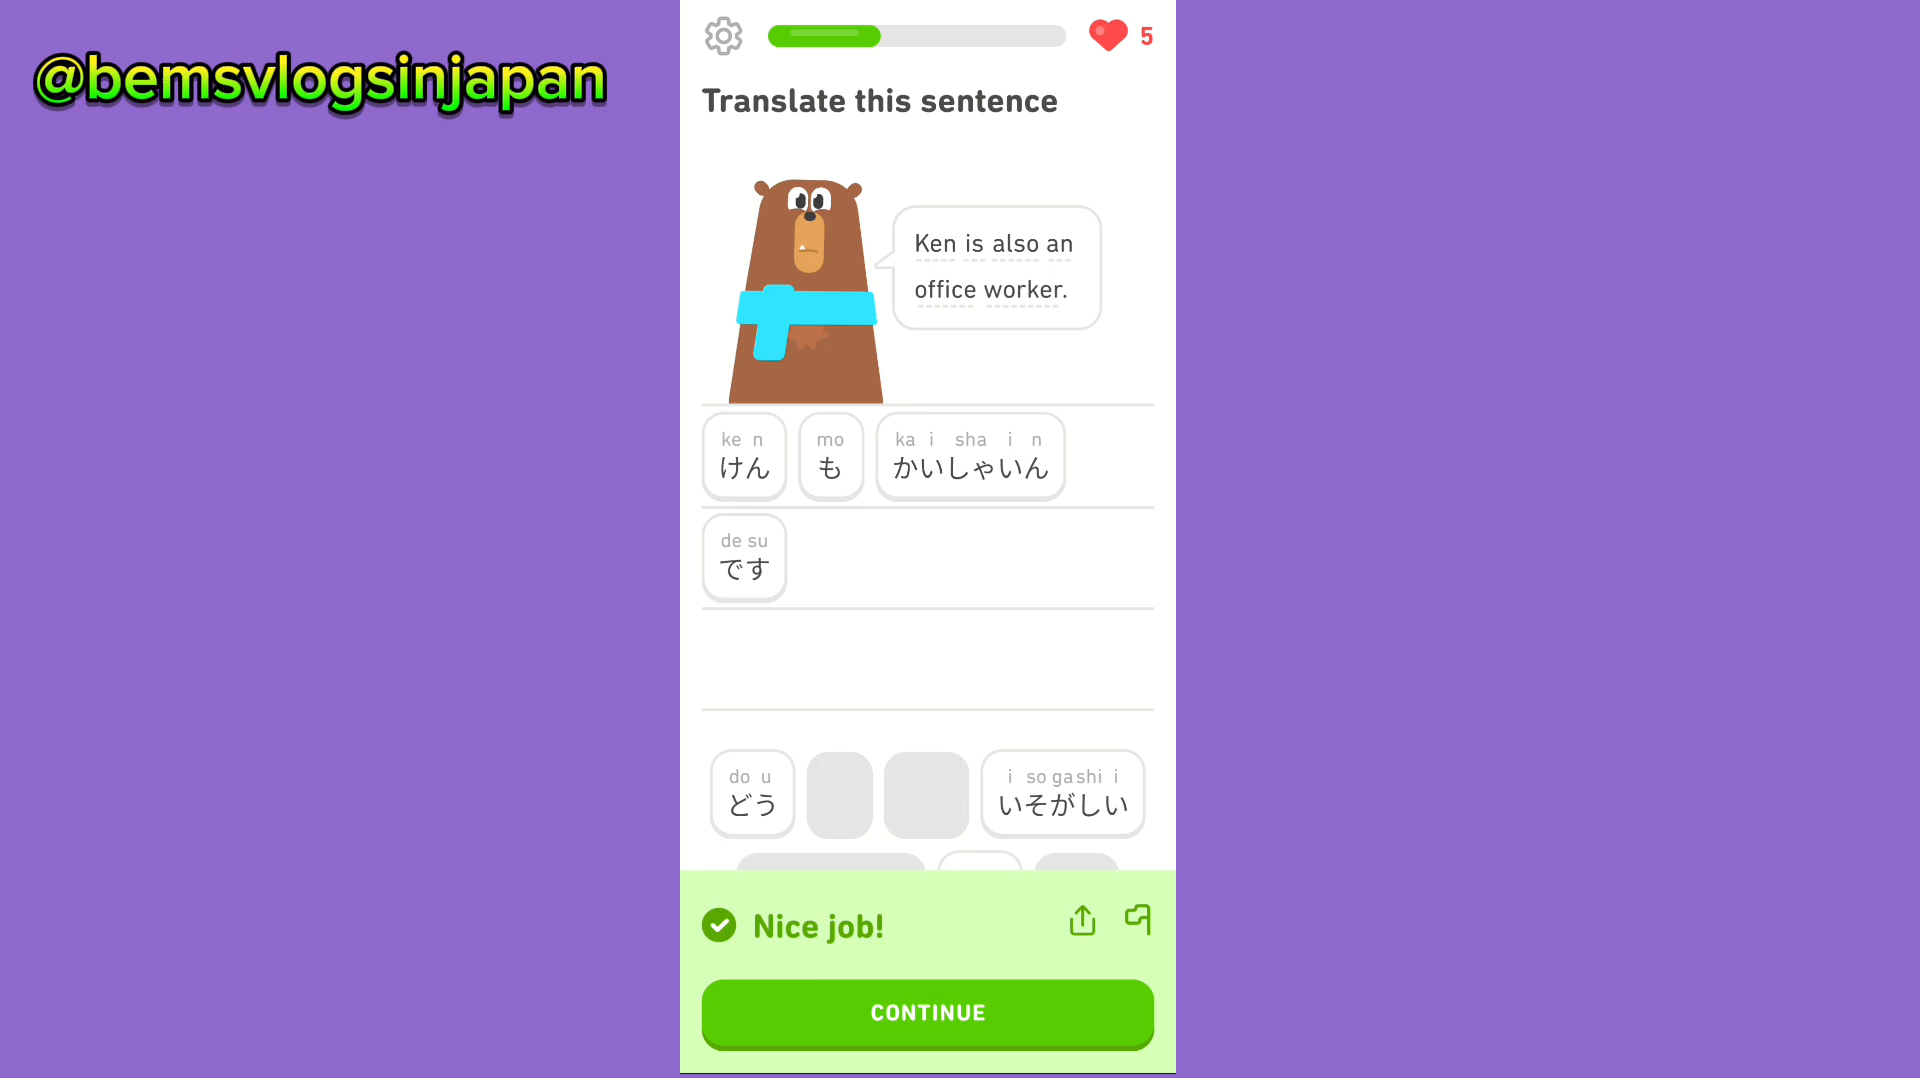 @bemsvlogsinjapan
5
Translate this sentence
Ken is also an
office worker.
ke n mo ka i sha i n
けん も かいしゃいん
de su
です
do u i so ga shi i
どう いそがしい
Nice job!
CONTINUE